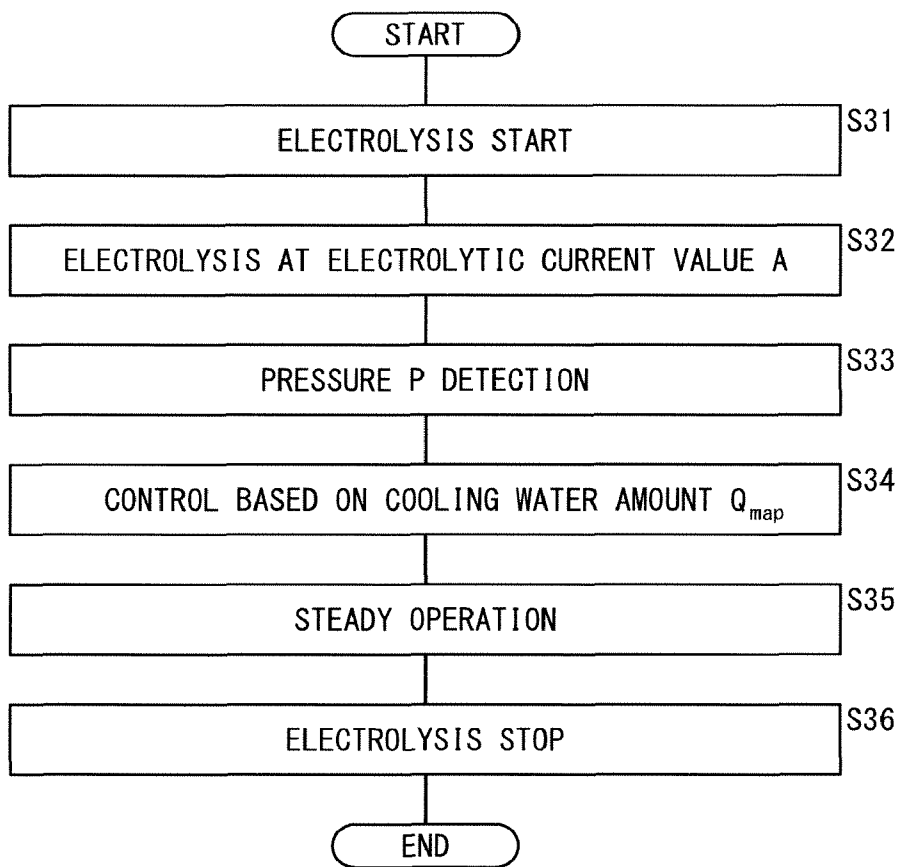 START
S31
ELECTROLYSIS START
S32
ELECTROLYSIS AT ELECTROLYTIC CURRENT VALUE A
S33
PRESSURE P DETECTION
S34
CONTROL BASED ON COOLING WATER AMOUNT Qmap
S35
STEADY OPERATION
S36
ELECTROLYSIS STOP
END